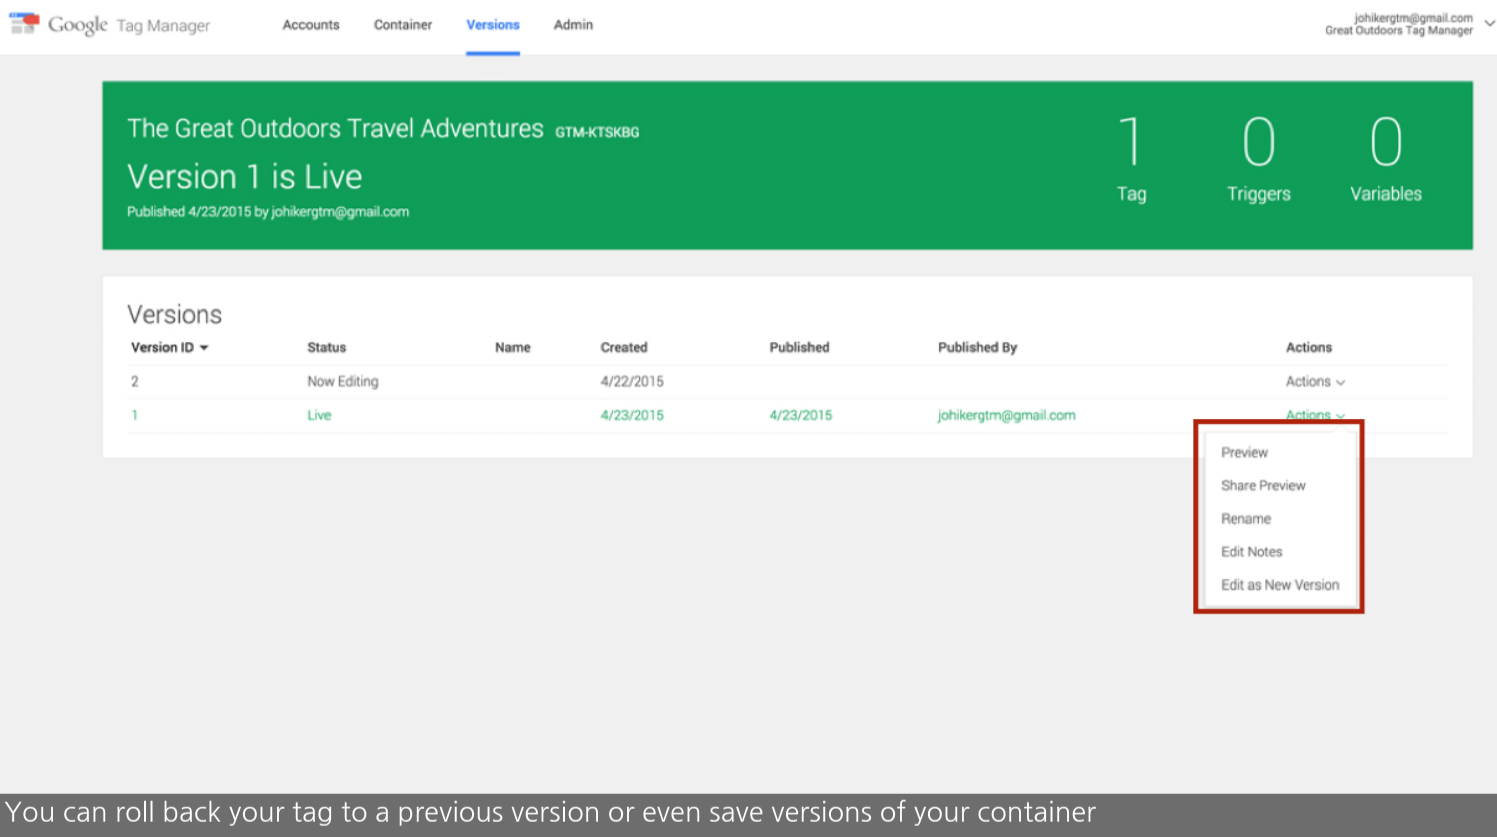 Google Tag Manager
Accounts Container Versions Admin
johikergtm@gmail.com
Great Outdoors Tag Manager
The Great Outdoors Travel Adventures GTM-KTSKBG
Version 1 is Live
Published 4/23/2015 by johikergtm@gmail.com
1 0 0
Tag Triggers Variables
Versions
Version ID Status Name Created Published Published By Actions
2 Now Editing 4/22/2015 Actions
1 Live 4/23/2015 4/23/2015 johikergtm@gmail.com Actions
Preview
Share Preview
Rename
Edit Notes
Edit as New Version
You can roll back your tag to a previous version or even save versions of your container